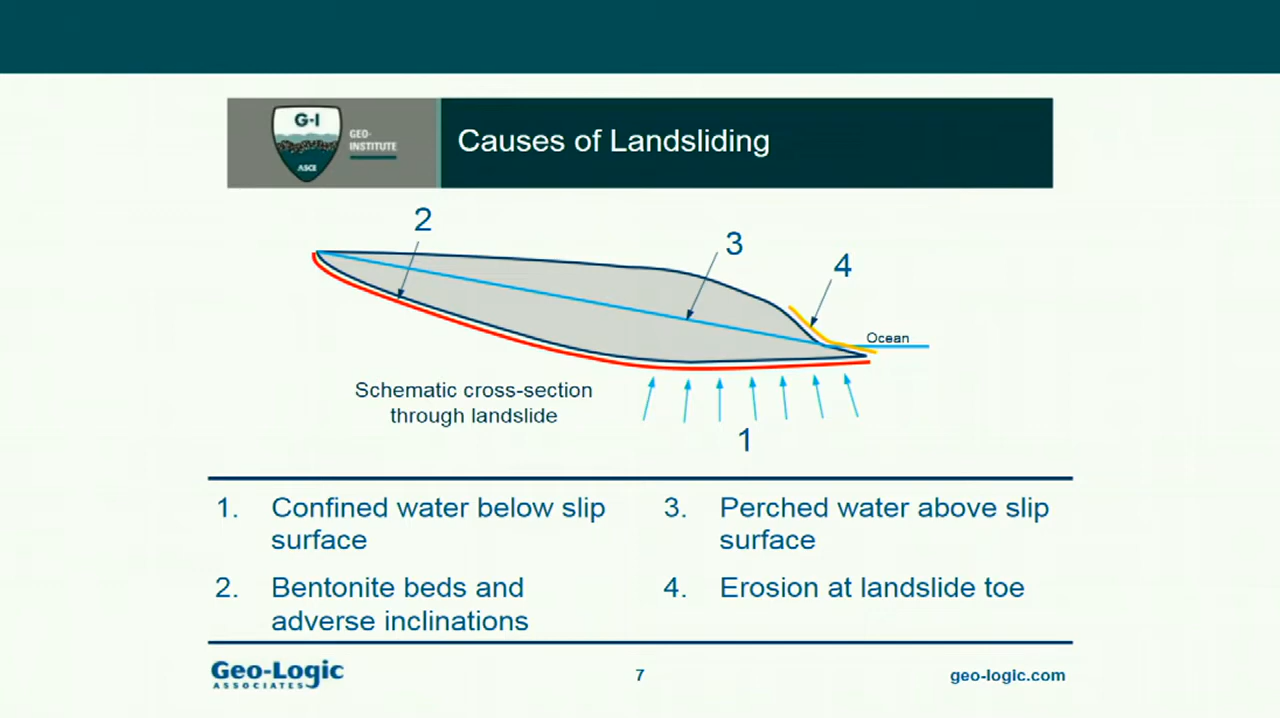 G-I
GEO-
INSTITUTE
ASCE
Causes of Landsliding
2
3
4
Ocean
Schematic cross-section
through landslide
1
1. Confined water below slip
surface
2. Bentonite beds and
adverse inclinations
3. Perched water above slip
surface
4. Erosion at landslide toe
Geo-Logic
ASSOCIATES
7
geo-logic.com